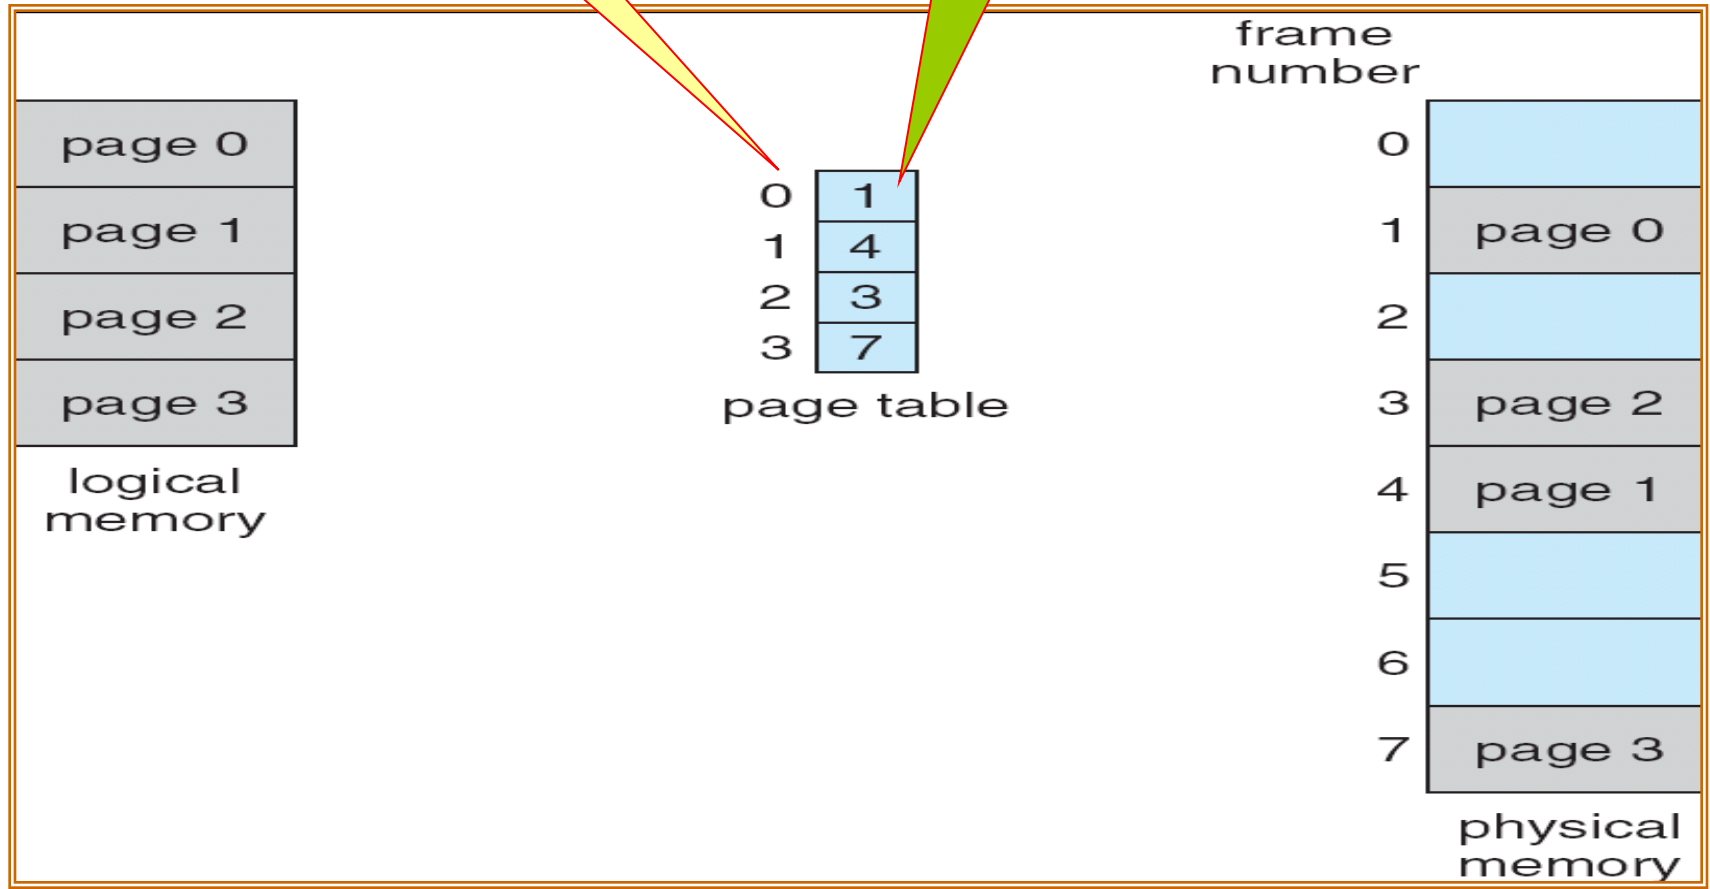 page 0
page 1
page 2
page 3
logical
memory
0 1
1 4
2 3
3 7
page table
frame
number
0
1 page 0
2
3 page 2
4 page 1
5
6
7 page 3
physical
memory